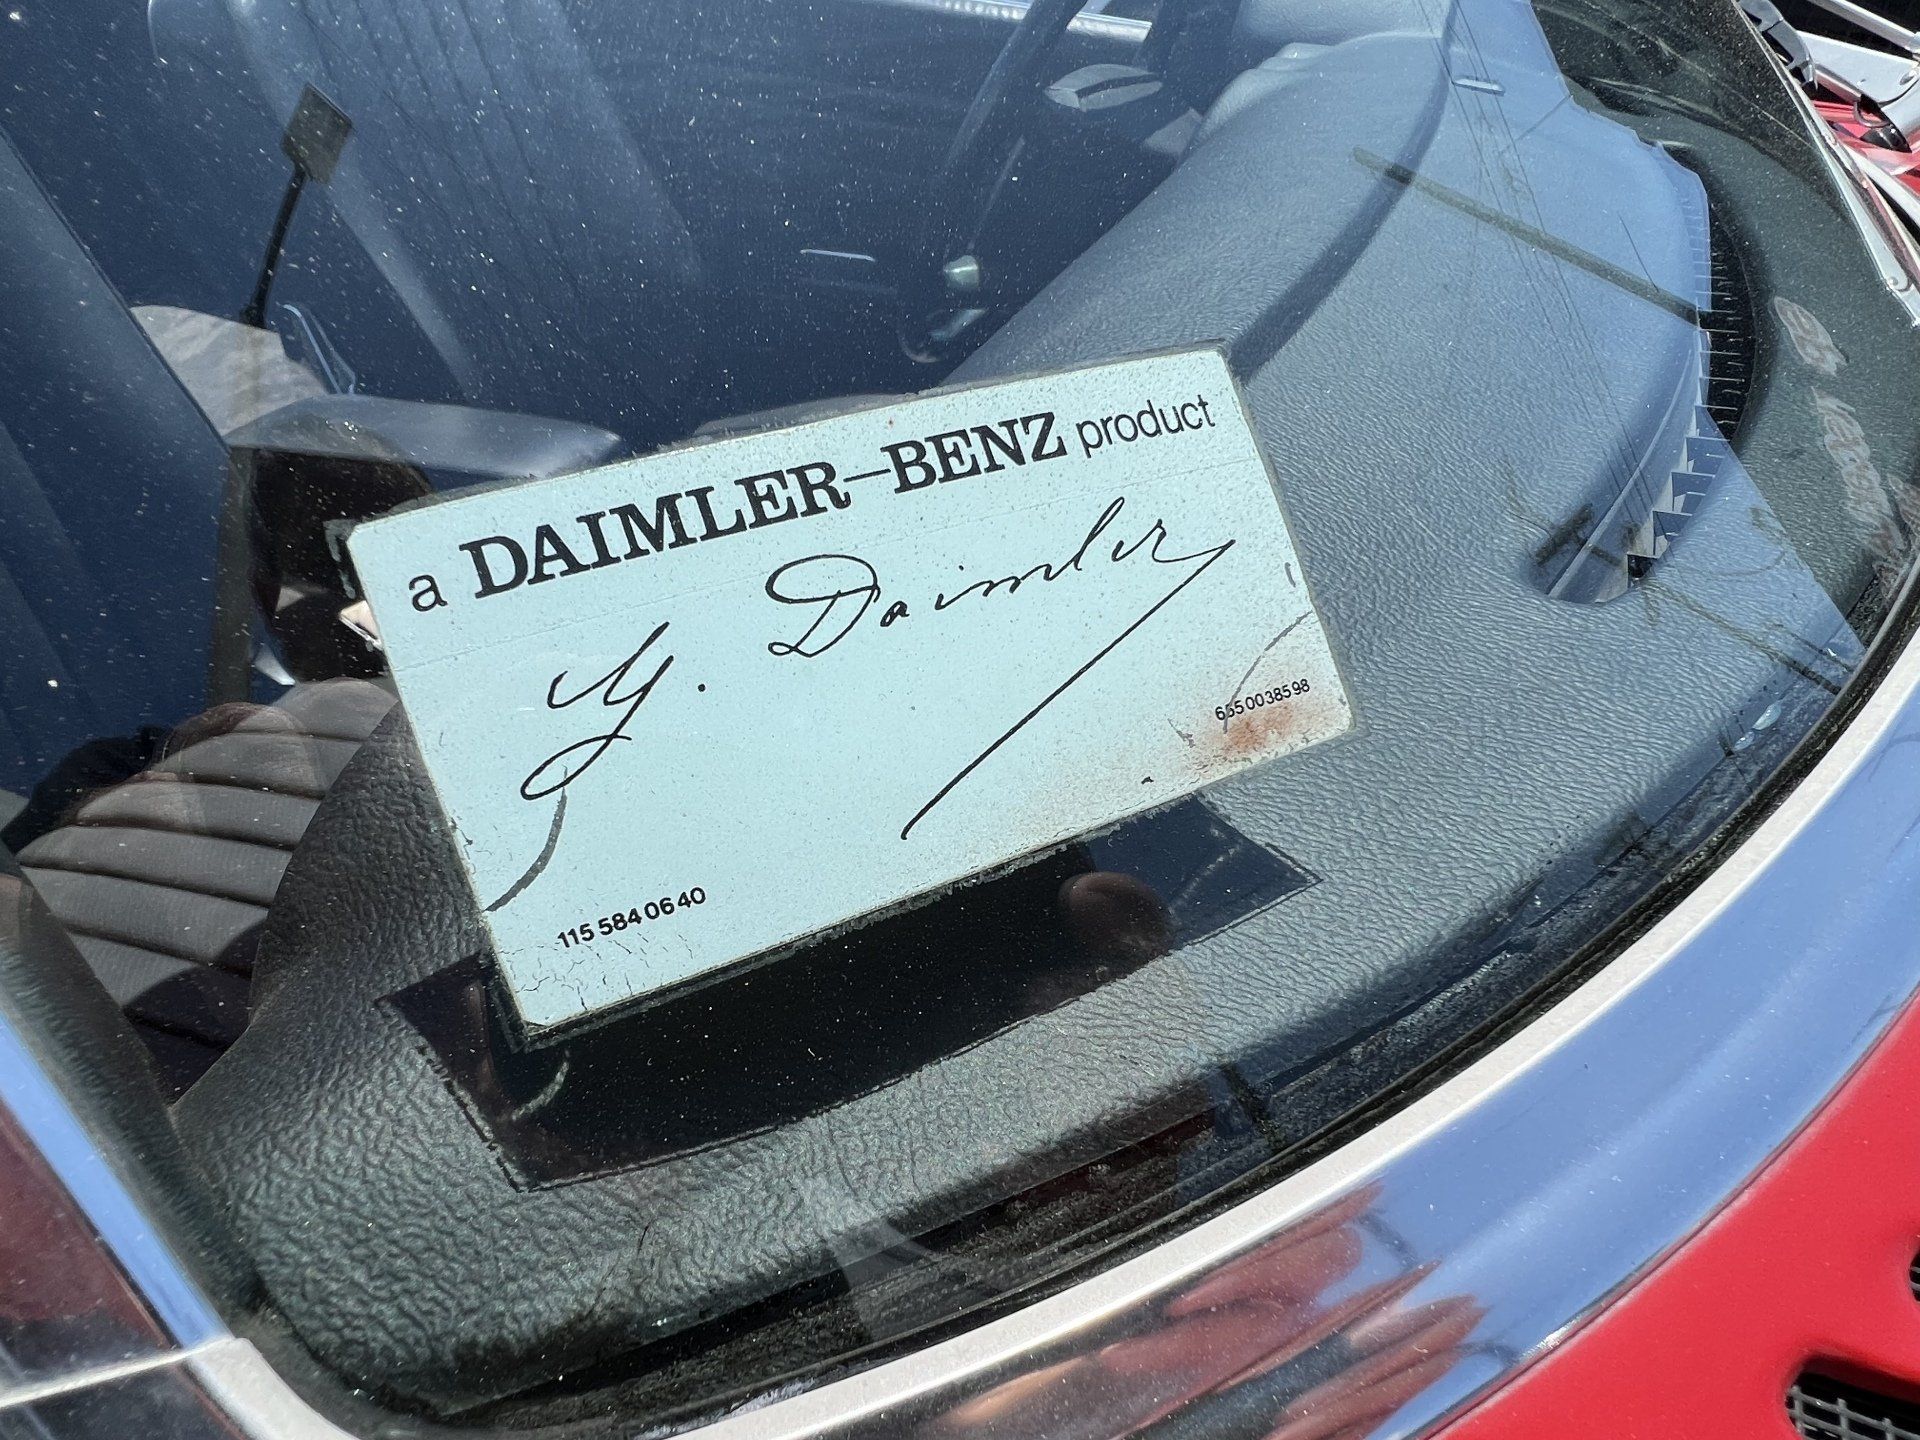 a DAIMLER–BENZ product
G. Daimler
6550038598
115 584 06 40